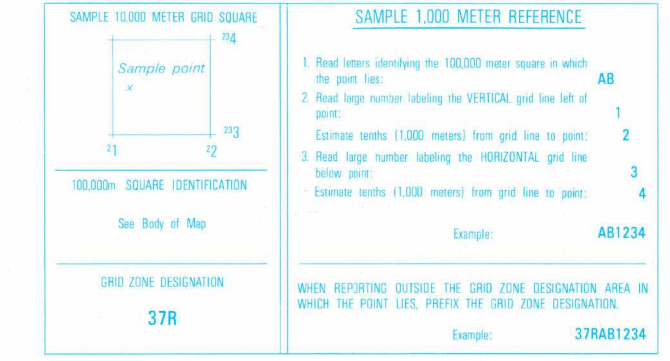 SAMPLE 10,000 METER GRID SQUARE
234
Sample point
x
233
21
22
100,000m SQUARE IDENTIFICATION
See Body of Map
GRID ZONE DESIGNATION
37R
SAMPLE 1,000 METER REFERENCE
1. Read letters identifying the 100,000 meter square in which
the point lies: AB
2. Read large number labeling the VERTICAL grid line left of
point: 1
Estimate tenths (1,000 meters) from grid line to point: 2
3. Read large number labeling the HORIZONTAL grid line
below point: 3
Estimate tenths (1,000 meters) from grid line to point: 4
Example: AB1234
WHEN REPORTING OUTSIDE THE GRID ZONE DESIGNATION AREA IN
WHICH THE POINT LIES, PREFIX THE GRID ZONE DESIGNATION.
Example: 37RAB1234